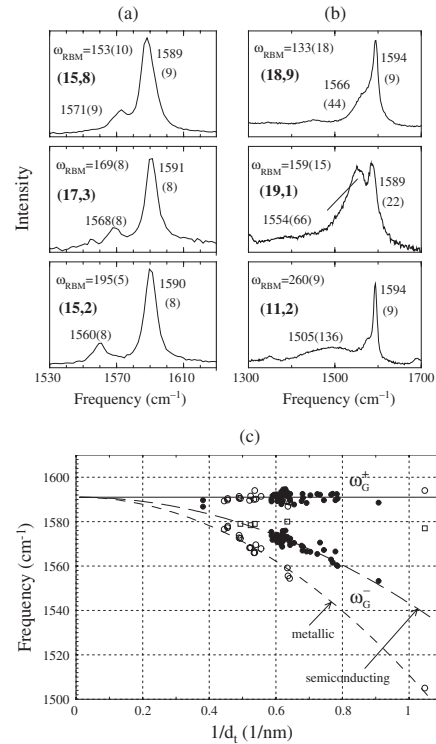 (a)
(b)
ω_RBM=153(10)
(15,8)
1589
(9)
1571(9)
ω_RBM=169(8)
(17,3)
1591
(8)
1568(8)
ω_RBM=195(5)
(15,2)
1590
(8)
1560(8)
1530 1570 1610
Frequency (cm⁻¹)
Intensity
ω_RBM=133(18)
(18,9)
1594
(9)
1566
(44)
ω_RBM=159(15)
(19,1)
1589
(22)
1554(66)
ω_RBM=260(9)
(11,2)
1594
(9)
1505(136)
1300 1500 1700
Frequency (cm⁻¹)
(c)
Frequency (cm⁻¹)
1600
1580
1560
1540
1520
1500
ω_G^+
ω_G^-
metallic
semiconducting
0 0.2 0.4 0.6 0.8 1
1/d_t (1/nm)